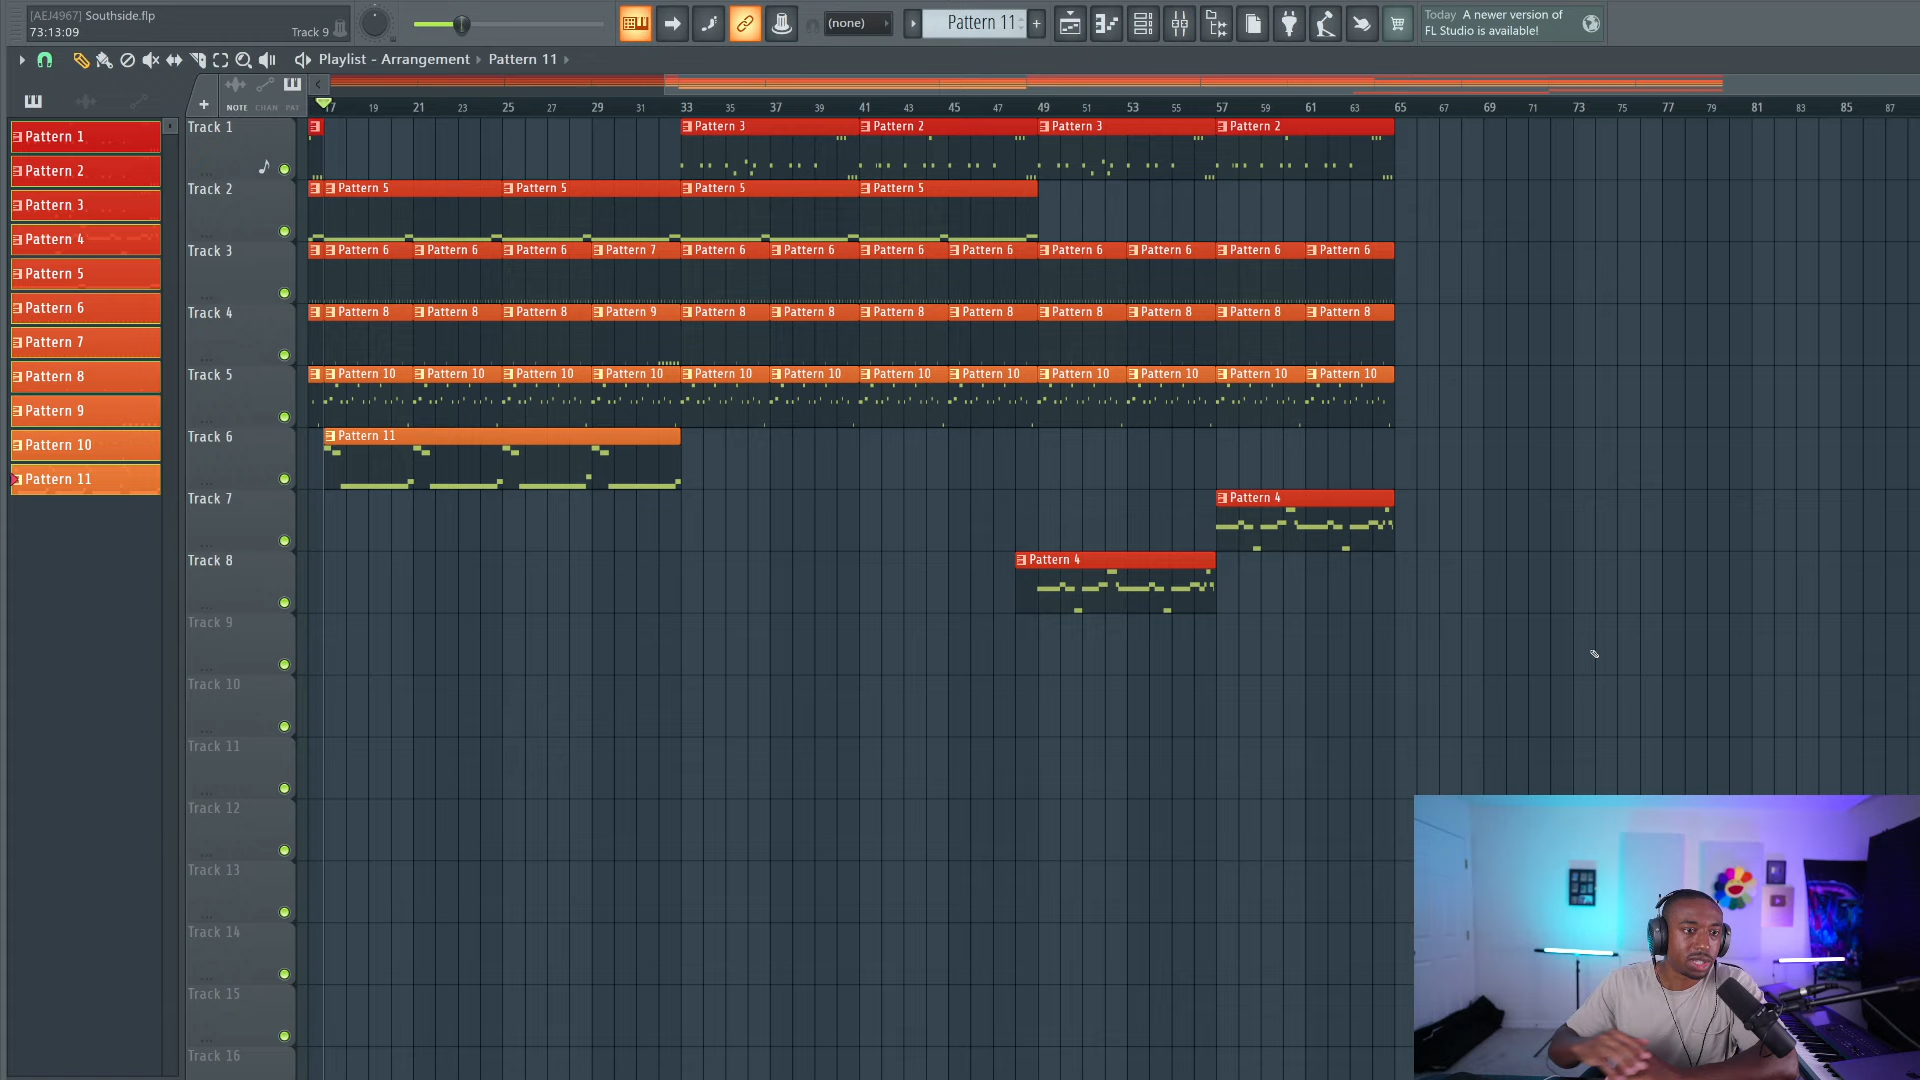 [AEJ4967] Southside.flp
73:13:09
Track 9
(none)
Pattern 11
+
Today A newer version of
FL Studio is available!
Playlist - Arrangement Pattern 11
NOTE CHAN PAT
17 19 21 23 25 27 29 31 33 35 37 39 41 43 45 47 49 51 53 55 57 59 61 63 65 67 69 71 73 75 77 79 81 83 85 87
Pattern 1
Pattern 2
Pattern 3
Pattern 4
Pattern 5
Pattern 6
Pattern 7
Pattern 8
Pattern 9
Pattern 10
Pattern 11
Track 1
Pattern 3 Pattern 2 Pattern 3 Pattern 2
Track 2
Pattern 5 Pattern 5 Pattern 5 Pattern 5
Track 3
Pattern 6 Pattern 6 Pattern 6 Pattern 7 Pattern 6 Pattern 6 Pattern 6 Pattern 6 Pattern 6 Pattern 6 Pattern 6 Pattern 6
Track 4
Pattern 8 Pattern 8 Pattern 8 Pattern 9 Pattern 8 Pattern 8 Pattern 8 Pattern 8 Pattern 8 Pattern 8 Pattern 8 Pattern 8
Track 5
Pattern 10 Pattern 10 Pattern 10 Pattern 10 Pattern 10 Pattern 10 Pattern 10 Pattern 10 Pattern 10 Pattern 10 Pattern 10 Pattern 10
Track 6
Pattern 11
Track 7
Pattern 4
Track 8
Pattern 4
Track 9
Track 10
Track 11
Track 12
Track 13
Track 14
Track 15
Track 16